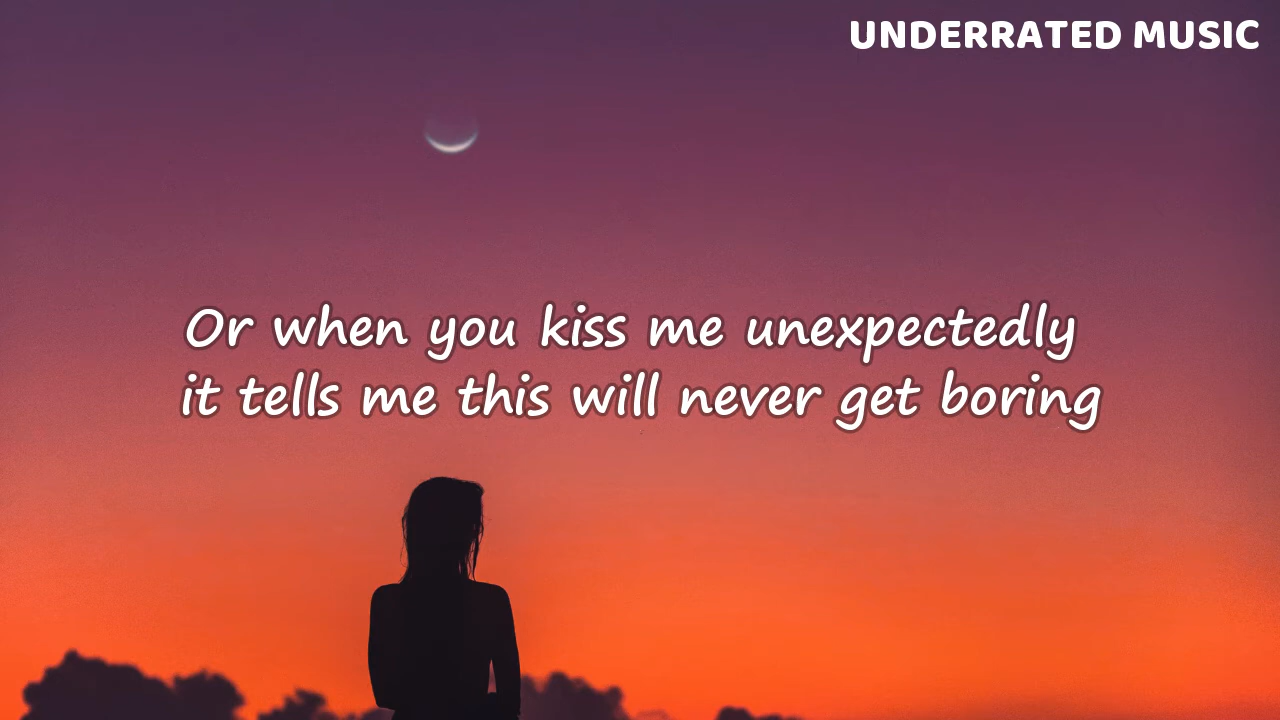 UNDERRATED MUSIC
Or when you kiss me unexpectedly
it tells me this will never get boring